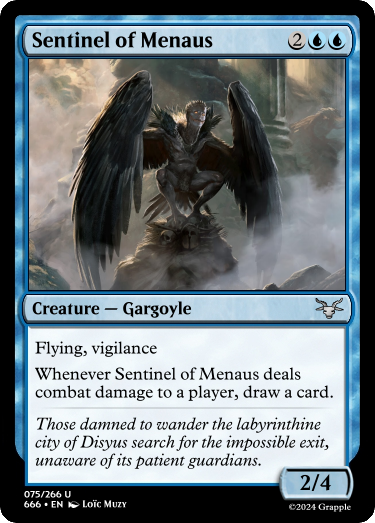 Sentinel of Menaus 2
Creature — Gargoyle
Flying, vigilance
Whenever Sentinel of Menaus deals
combat damage to a player, draw a card.
Those damned to wander the labyrinthine
city of Disyus search for the impossible exit,
unaware of its patient guardians.
2/4
075/266 U
666 • EN Loïc Muzy
©2024 Grapple